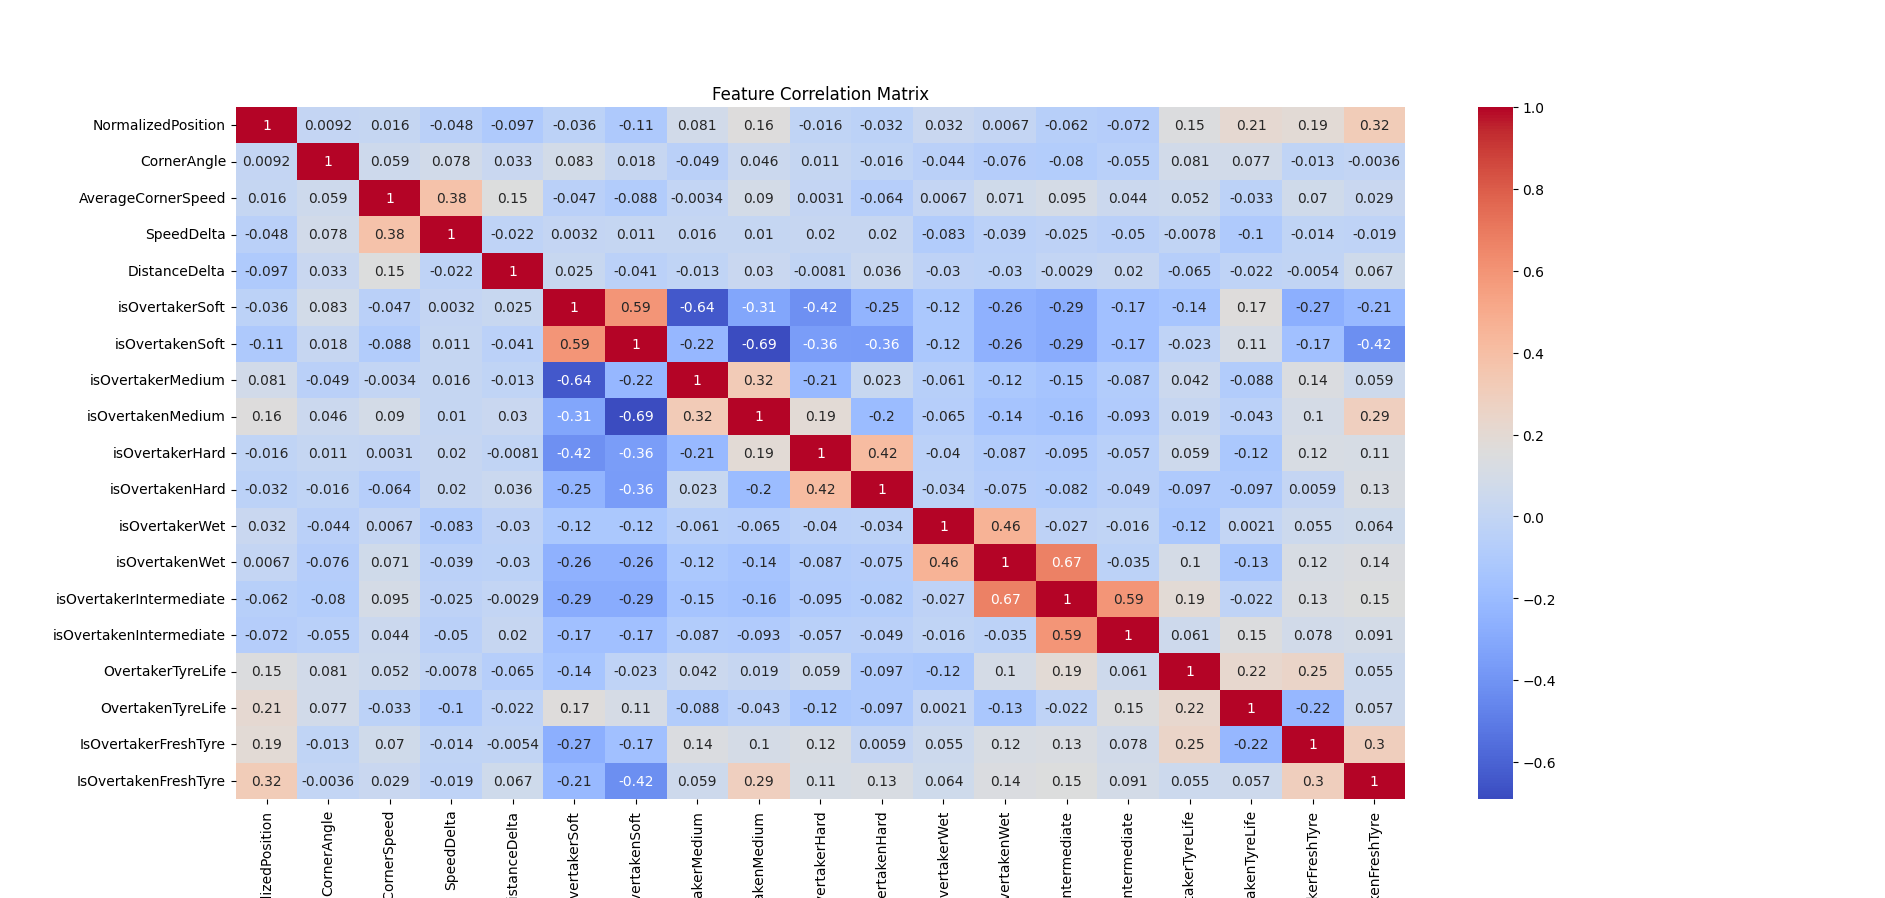 Feature Correlation Matrix
NormalizedPosition 1 0.0092 0.016 -0.048 -0.097 -0.036 -0.11 0.081 0.16 -0.016 -0.032 0.032 0.0067 -0.062 -0.072 0.15 0.21 0.19 0.32
CornerAngle 0.0092 1 0.059 0.078 0.033 0.083 0.018 -0.049 0.046 0.011 -0.016 -0.044 -0.076 -0.08 -0.055 0.081 0.077 -0.013 -0.0036
AverageCornerSpeed 0.016 0.059 1 0.38 0.15 -0.047 -0.088 -0.0034 0.09 0.0031 -0.064 0.0067 0.071 0.095 0.044 0.052 -0.033 0.07 0.029
SpeedDelta -0.048 0.078 0.38 1 -0.022 0.0032 0.011 0.016 0.01 0.02 0.02 -0.083 -0.039 -0.025 -0.05 -0.0078 -0.1 -0.014 -0.019
DistanceDelta -0.097 0.033 0.15 -0.022 1 0.025 -0.041 -0.013 0.03 -0.0081 0.036 -0.03 -0.03 -0.0029 0.02 -0.065 -0.022 -0.0054 0.067
isOvertakerSoft -0.036 0.083 -0.047 0.0032 0.025 1 0.59 -0.64 -0.31 -0.42 -0.25 -0.12 -0.26 -0.29 -0.17 -0.14 0.17 -0.27 -0.21
isOvertakenSoft -0.11 0.018 -0.088 0.011 -0.041 0.59 1 -0.22 -0.69 -0.36 -0.36 -0.12 -0.26 -0.29 -0.17 -0.023 0.11 -0.17 -0.42
isOvertakerMedium 0.081 -0.049 -0.0034 0.016 -0.013 -0.64 -0.22 1 0.32 -0.21 0.023 -0.061 -0.12 -0.15 -0.087 0.042 -0.088 0.14 0.059
isOvertakenMedium 0.16 0.046 0.09 0.01 0.03 -0.31 -0.69 0.32 1 0.19 -0.2 -0.065 -0.14 -0.16 -0.093 0.019 -0.043 0.1 0.29
isOvertakerHard -0.016 0.011 0.0031 0.02 -0.0081 -0.42 -0.36 -0.21 0.19 1 0.42 -0.04 -0.087 -0.095 -0.057 0.059 -0.12 0.12 0.11
isOvertakenHard -0.032 -0.016 -0.064 0.02 0.036 -0.25 -0.36 0.023 -0.2 0.42 1 -0.034 -0.075 -0.082 -0.049 -0.097 -0.097 0.0059 0.13
isOvertakerWet 0.032 -0.044 0.0067 -0.083 -0.03 -0.12 -0.12 -0.061 -0.065 -0.04 -0.034 1 0.46 -0.027 -0.016 -0.12 0.0021 0.055 0.064
isOvertakenWet 0.0067 -0.076 0.071 -0.039 -0.03 -0.26 -0.26 -0.12 -0.14 -0.087 -0.075 0.46 1 0.67 -0.035 0.1 -0.13 0.12 0.14
isOvertakerIntermediate -0.062 -0.08 0.095 -0.025 -0.0029 -0.29 -0.29 -0.15 -0.16 -0.095 -0.082 -0.027 0.67 1 0.59 0.19 -0.022 0.13 0.15
isOvertakenIntermediate -0.072 -0.055 0.044 -0.05 0.02 -0.17 -0.17 -0.087 -0.093 -0.057 -0.049 -0.016 -0.035 0.59 1 0.061 0.15 0.078 0.091
OvertakerTyreLife 0.15 0.081 0.052 -0.0078 -0.065 -0.14 -0.023 0.042 0.019 0.059 -0.097 -0.12 0.1 0.19 0.061 1 0.22 0.25 0.055
OvertakenTyreLife 0.21 0.077 -0.033 -0.1 -0.022 0.17 0.11 -0.088 -0.043 -0.12 -0.097 0.0021 -0.13 -0.022 0.15 0.22 1 -0.22 0.057
IsOvertakerFreshTyre 0.19 -0.013 0.07 -0.014 -0.0054 -0.27 -0.17 0.14 0.1 0.12 0.0059 0.055 0.12 0.13 0.078 0.25 -0.22 1 0.3
IsOvertakenFreshTyre 0.32 -0.0036 0.029 -0.019 0.067 -0.21 -0.42 0.059 0.29 0.11 0.13 0.064 0.14 0.15 0.091 0.055 0.057 0.3 1
lizedPosition
CornerAngle
CornerSpeed
SpeedDelta
istanceDelta
vertakerSoft
vertakenSoft
takerMedium
takenMedium
vertakerHard
ertakenHard
vertakerWet
vertakenWet
ntermediate
ntermediate
takerTyreLife
takenTyreLife
kerFreshTyre
kenFreshTyre
1.0
0.8
0.6
0.4
0.2
0.0
−0.2
−0.4
−0.6